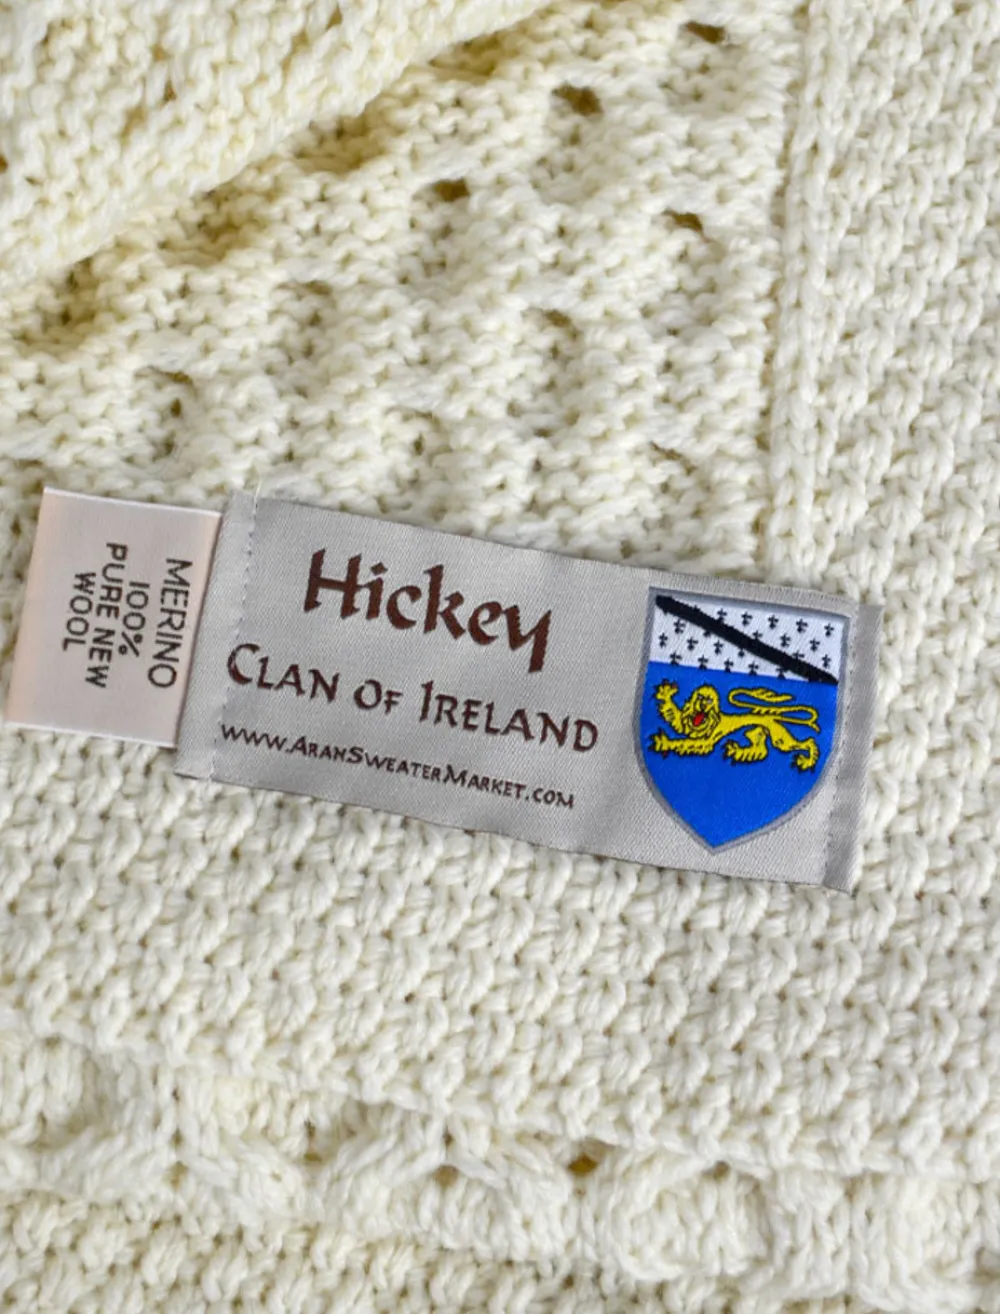 Hickey
Clan of Ireland
www.AranSweaterMarket.com
MERINO
100%
PURE NEW
WOOL